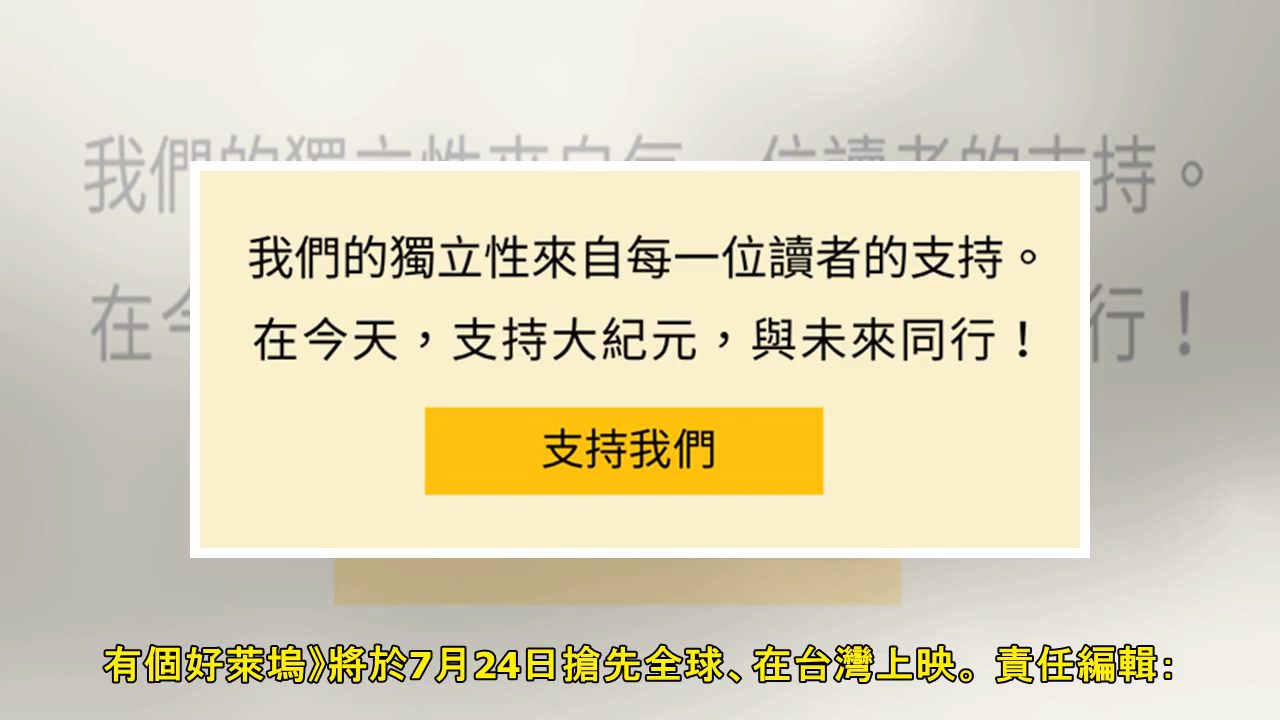 我們的獨立性來自每一位讀者的支持。
在今天，支持大紀元，與未來同行！
支持我們
有個好萊塢》將於7月24日搶先全球、在台灣上映。責任編輯：